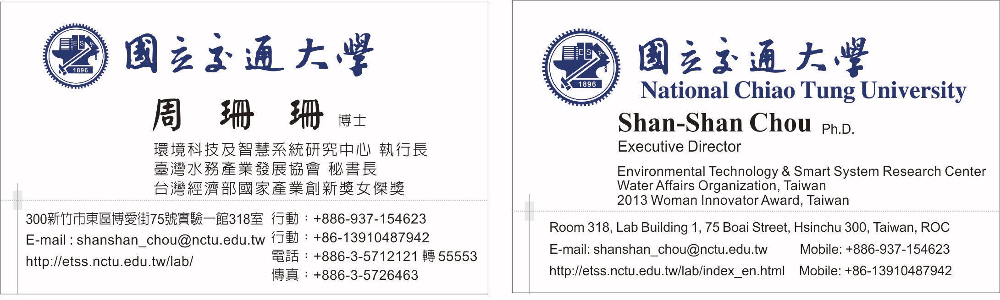 ESA
1896
國立交通大學
周珊珊 博士
環境科技及智慧系統研究中心 執行長
臺灣水務產業發展協會 秘書長
台灣經濟部國家產業創新獎女傑獎
300新竹市東區博愛街75號實驗一館318室
E-mail : shanshan_chou@nctu.edu.tw
http://etss.nctu.edu.tw/lab/
行動：+886-937-154623
行動：+86-13910487942
電話：+886-3-5712121 轉 55553
傳真：+886-3-5726463
ESA
1896
國立交通大學
National Chiao Tung University
Shan-Shan Chou Ph.D.
Executive Director
Environmental Technology & Smart System Research Center
Water Affairs Organization, Taiwan
2013 Woman Innovator Award, Taiwan
Room 318, Lab Building 1, 75 Boai Street, Hsinchu 300, Taiwan, ROC
E-mail: shanshan_chou@nctu.edu.tw Mobile: +886-937-154623
http://etss.nctu.edu.tw/lab/index_en.html Mobile: +86-13910487942